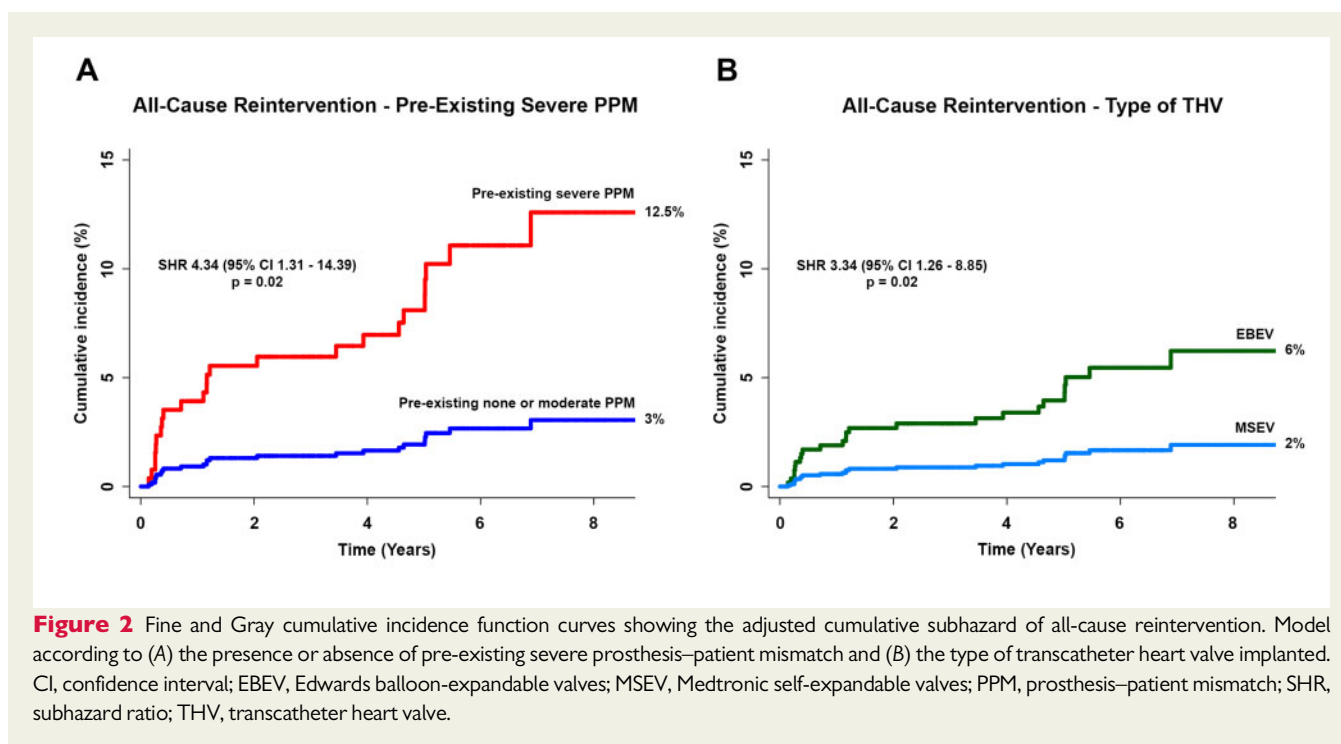 A
All-Cause Reintervention - Pre-Existing Severe PPM
15
10
5
0
Cumulative incidence (%)
Pre-existing severe PPM
12.5%
SHR 4.34 (95% CI 1.31 - 14.39)
p = 0.02
Pre-existing none or moderate PPM
3%
0 2 4 6 8
Time (Years)
B
All-Cause Reintervention - Type of THV
15
10
5
0
Cumulative incidence (%)
SHR 3.34 (95% CI 1.26 - 8.85)
p = 0.02
EBEV
6%
MSEV
2%
0 2 4 6 8
Time (Years)
Figure 2 Fine and Gray cumulative incidence function curves showing the adjusted cumulative subhazard of all-cause reintervention. Model
according to (A) the presence or absence of pre-existing severe prosthesis–patient mismatch and (B) the type of transcatheter heart valve implanted.
CI, confidence interval; EBEV, Edwards balloon-expandable valves; MSEV, Medtronic self-expandable valves; PPM, prosthesis–patient mismatch; SHR,
subhazard ratio; THV, transcatheter heart valve.